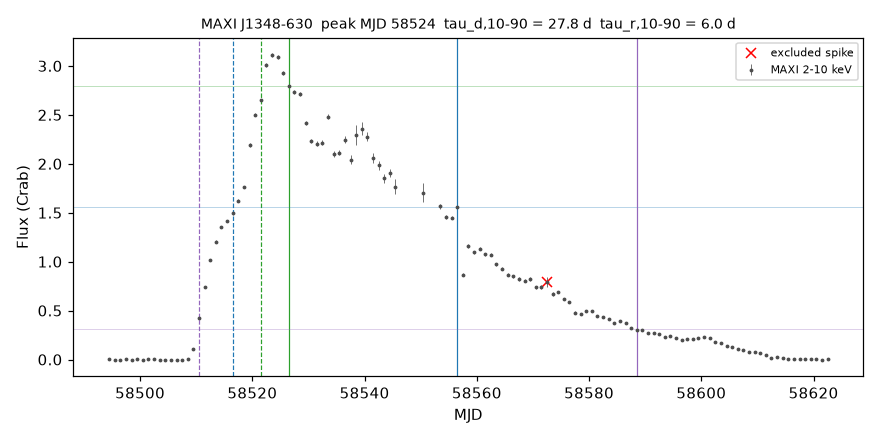 MAXI J1348-630  peak MJD 58524  tau_d,10-90 = 27.8 d  tau_r,10-90 = 6.0 d
excluded spike
MAXI 2-10 keV
Flux (Crab)
3.0
2.5
2.0
1.5
1.0
0.5
0.0
58500
58520
58540
58560
58580
58600
58620
MJD